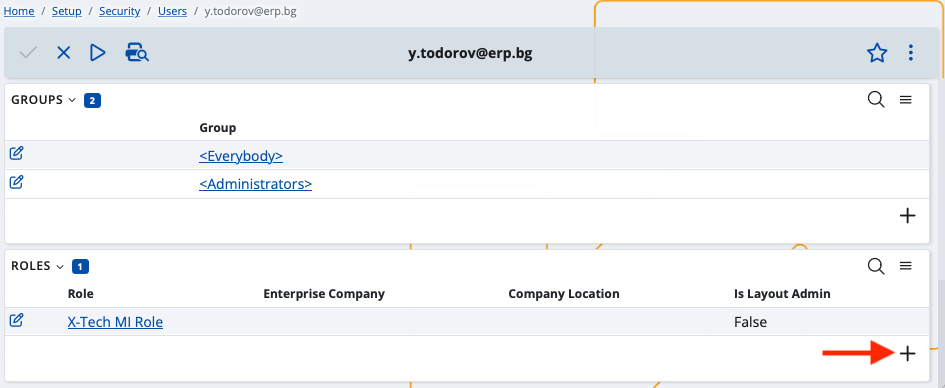 Home / Setup / Security / Users / y.todorov@erp.bg
y.todorov@erp.bg
GROUPS 2
Group
<Everybody>
<Administrators>
ROLES 1
Role Enterprise Company Company Location Is Layout Admin
X-Tech MI Role False